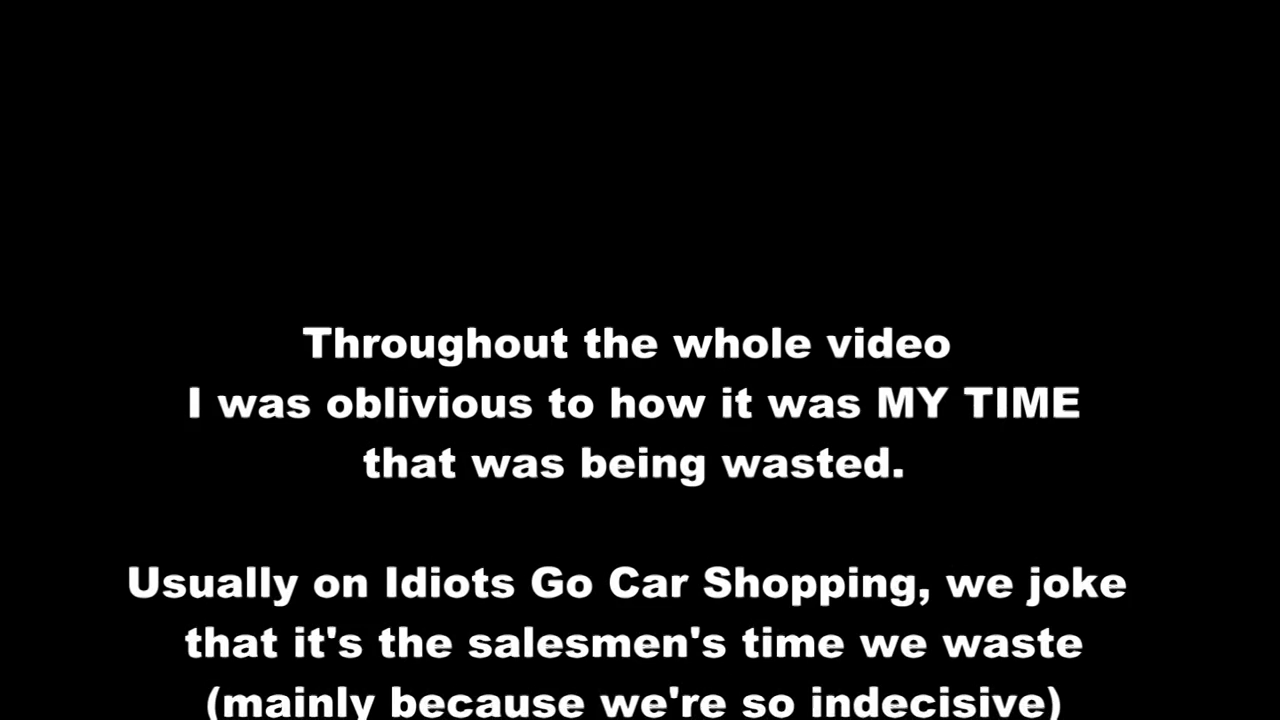 Throughout the whole video
I was oblivious to how it was MY TIME
that was being wasted.
Usually on Idiots Go Car Shopping, we joke
that it's the salesmen's time we waste
(mainly because we're so indecisive)